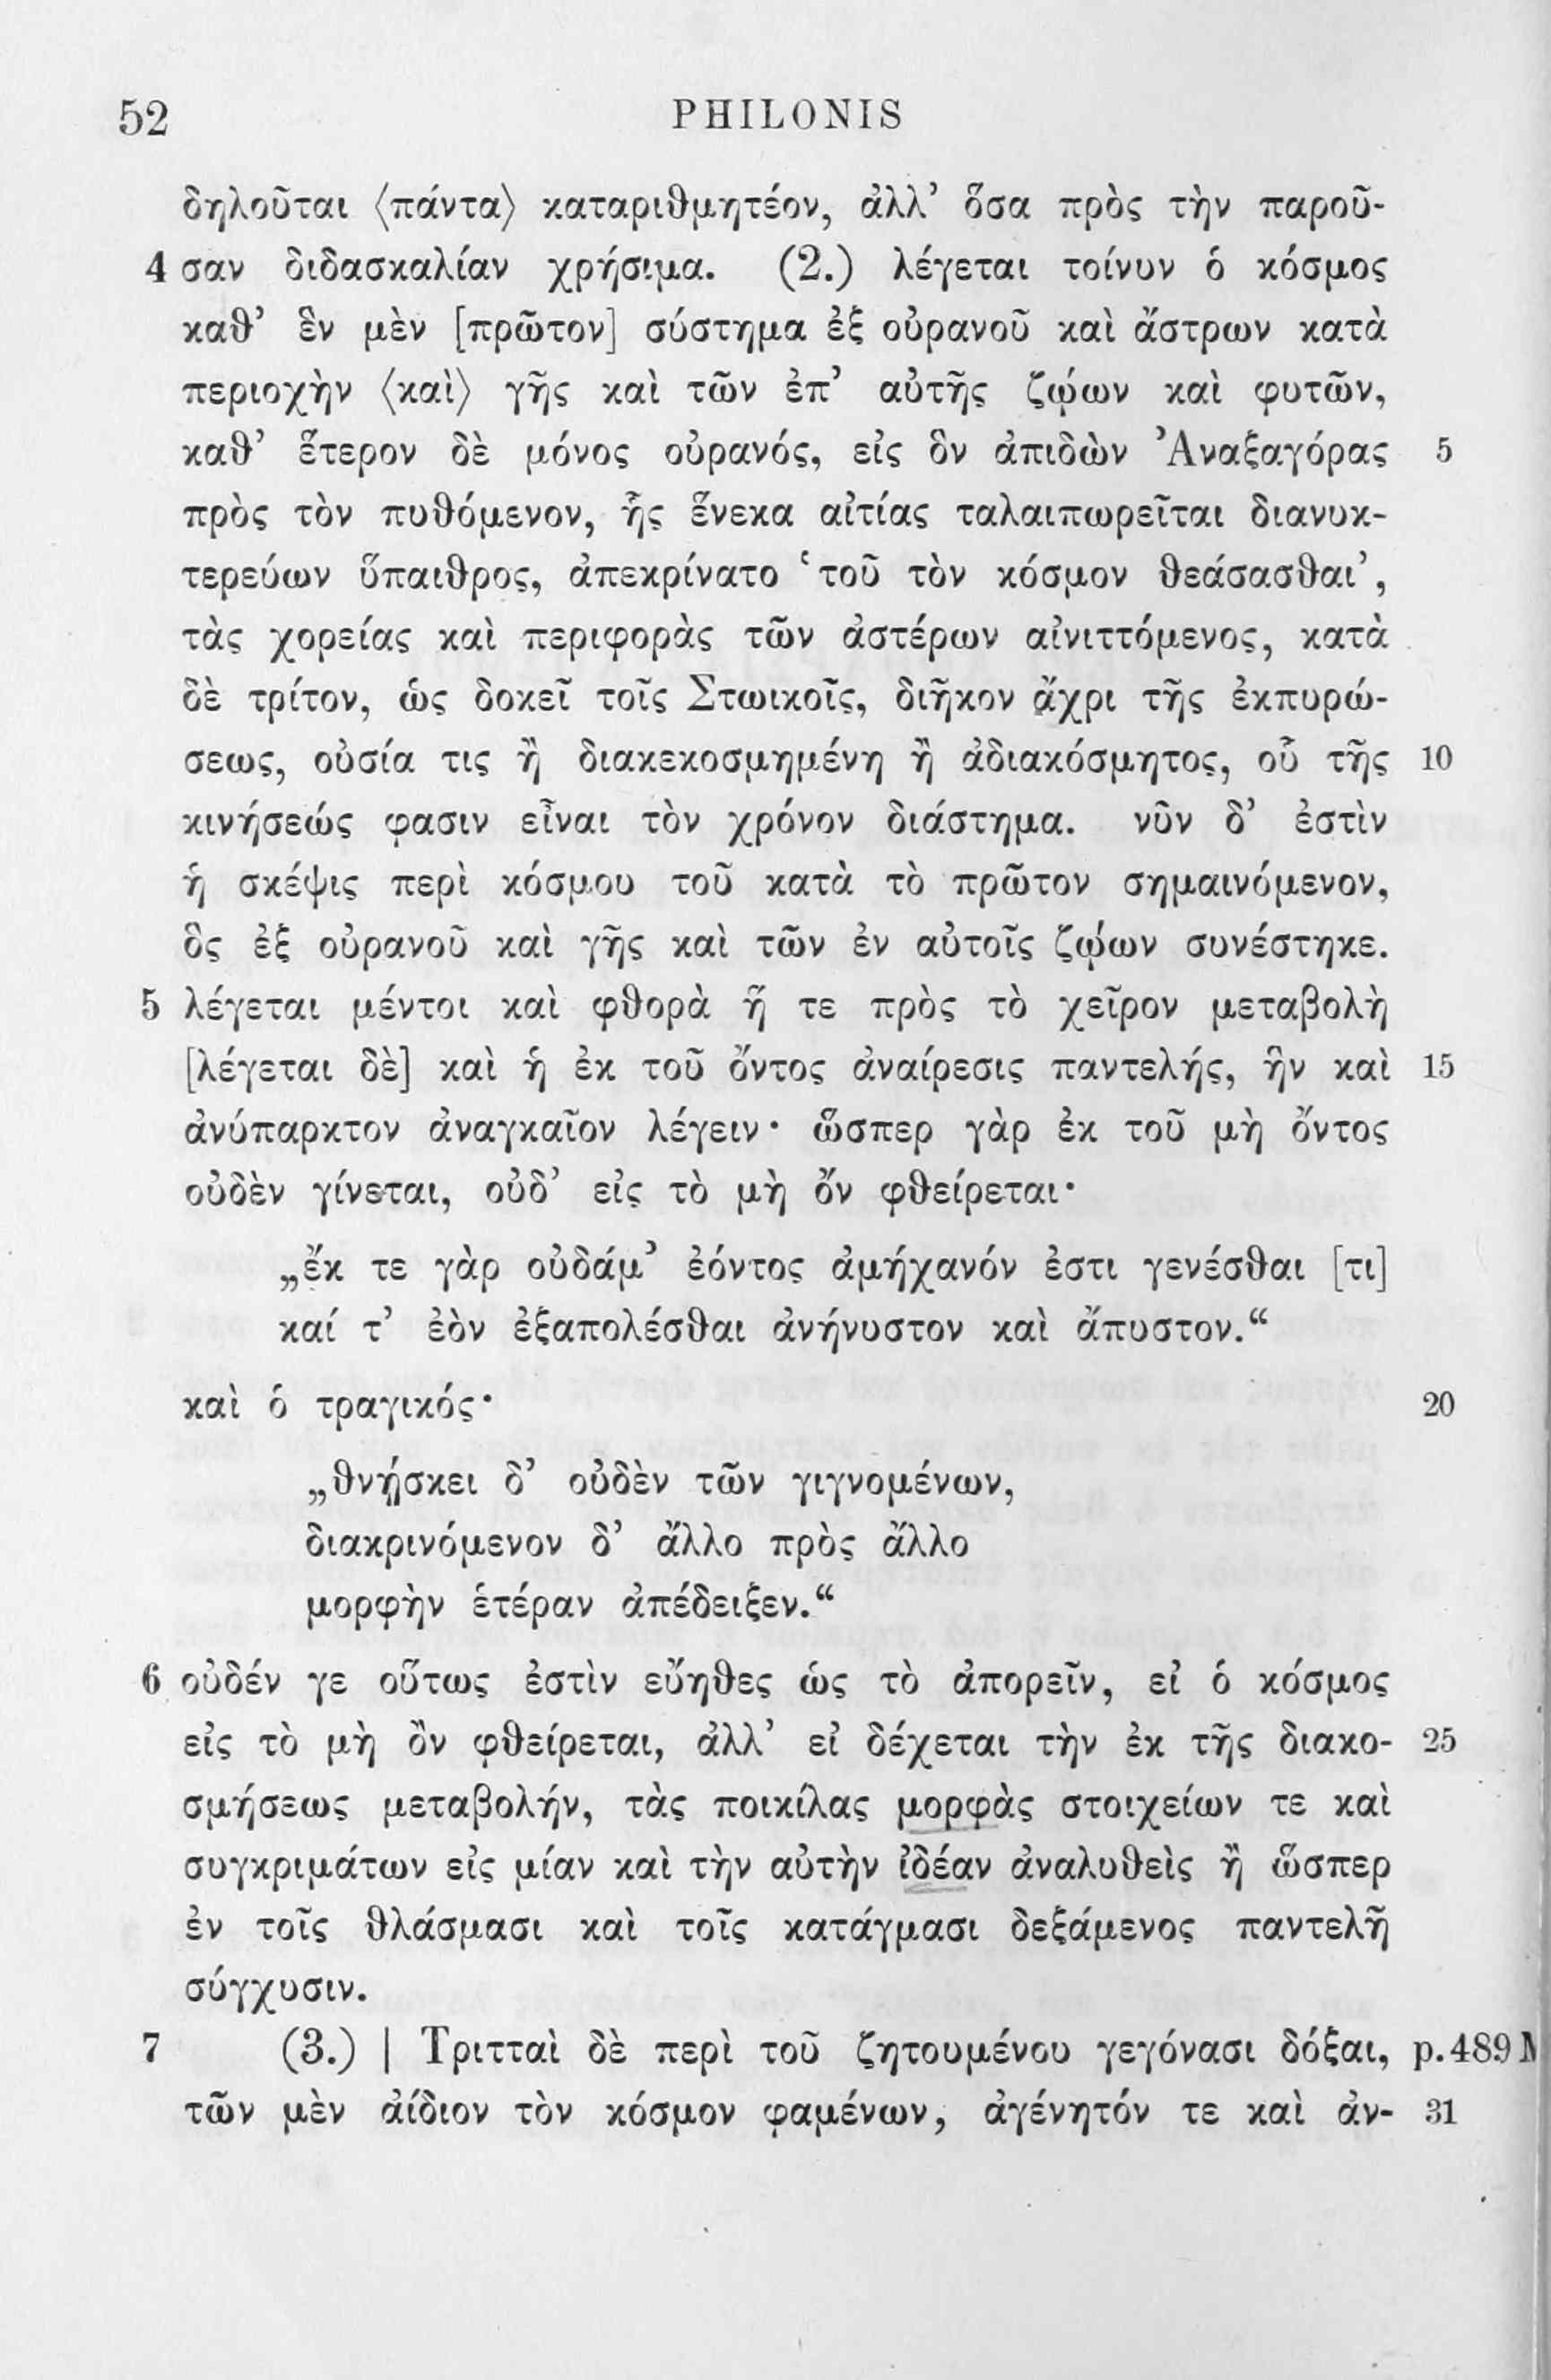 52 PHILONIS
δηλοῦται ⟨πάντα⟩ καταριθμητέον, ἀλλ’ ὅσα πρὸς τὴν παροῦ-
4 σαν διδασκαλίαν χρήσιμα. (2.) λέγεται τοίνυν ὁ κόσμος
καθ’ ἓν μὲν [πρῶτον] σύστημα ἐξ οὐρανοῦ καὶ ἄστρων κατὰ
περιοχὴν ⟨καὶ⟩ γῆς καὶ τῶν ἐπ’ αὐτῆς ζῴων καὶ φυτῶν,
καθ’ ἕτερον δὲ μόνος οὐρανός, εἰς ὃν ἀπιδὼν Ἀναξαγόρας 5
πρὸς τὸν πυθόμενον, ἧς ἕνεκα αἰτίας ταλαιπωρεῖται διανυκ-
τερεύων ὕπαιθρος, ἀπεκρίνατο ‘τοῦ τὸν κόσμον θεάσασθαι’,
τὰς χορείας καὶ περιφορὰς τῶν ἀστέρων αἰνιττόμενος, κατὰ
δὲ τρίτον, ὡς δοκεῖ τοῖς Στωικοῖς, διῆκον ἄχρι τῆς ἐκπυρώ-
σεως, οὐσία τις ἢ διακεκοσμημένη ἢ ἀδιακόσμητος, οὗ τῆς 10
κινήσεώς φασιν εἶναι τὸν χρόνον διάστημα. νῦν δ’ ἐστὶν
ἡ σκέψις περὶ κόσμου τοῦ κατὰ τὸ πρῶτον σημαινόμενον,
ὃς ἐξ οὐρανοῦ καὶ γῆς καὶ τῶν ἐν αὐτοῖς ζῴων συνέστηκε.
5 λέγεται μέντοι καὶ φθορὰ ἥ τε πρὸς τὸ χεῖρον μεταβολὴ
[λέγεται δὲ] καὶ ἡ ἐκ τοῦ ὄντος ἀναίρεσις παντελής, ἣν καὶ 15
ἀνύπαρκτον ἀναγκαῖον λέγειν· ὥσπερ γὰρ ἐκ τοῦ μὴ ὄντος
οὐδὲν γίνεται, οὐδ’ εἰς τὸ μὴ ὄν φθείρεται·
„ἔκ τε γὰρ οὐδάμ’ ἐόντος ἀμήχανόν ἐστι γενέσθαι [τι]
καί τ’ ἐὸν ἐξαπολέσθαι ἀνήνυστον καὶ ἄπυστον.“
καὶ ὁ τραγικός· 20
„θνῄσκει δ’ οὐδὲν τῶν γιγνομένων,
διακρινόμενον δ’ ἄλλο πρὸς ἄλλο
μορφὴν ἑτέραν ἀπέδειξεν.“
6 οὐδέν γε οὕτως ἐστὶν εὔηθες ὡς τὸ ἀπορεῖν, εἰ ὁ κόσμος
εἰς τὸ μὴ ὂν φθείρεται, ἀλλ’ εἰ δέχεται τὴν ἐκ τῆς διακο- 25
σμήσεως μεταβολήν, τὰς ποικίλας μορφὰς στοιχείων τε καὶ
συγκριμάτων εἰς μίαν καὶ τὴν αὐτὴν ἰδέαν ἀναλυθεὶς ἢ ὥσπερ
ἐν τοῖς θλάσμασι καὶ τοῖς κατάγμασι δεξάμενος παντελῆ
σύγχυσιν.
7 (3.) | Τριτταὶ δὲ περὶ τοῦ ζητουμένου γεγόνασι δόξαι, p. 489 M
τῶν μὲν ἀίδιον τὸν κόσμον φαμένων, ἀγένητόν τε καὶ ἀν- 31